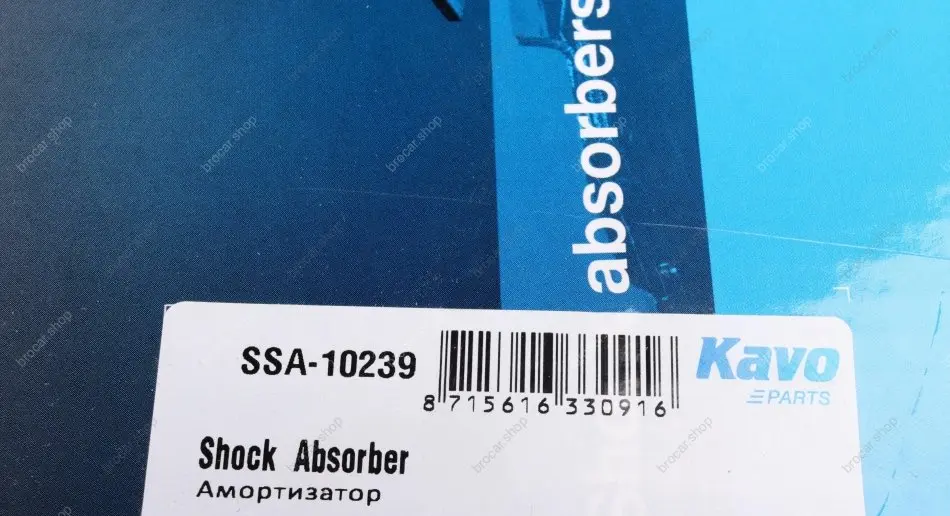 absorbers
SSA-10239
8 715616 330916
Kavo
PARTS
Shock Absorber
Амортизатор
brocar.shop